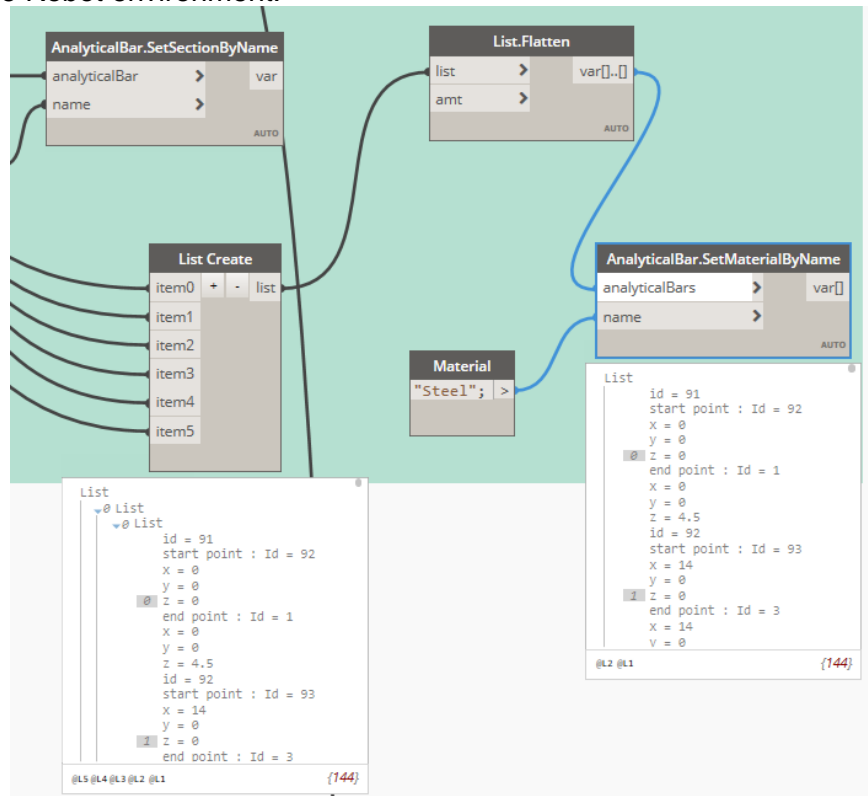 Robot environment.
AnalyticalBar.SetSectionByName
analyticalBar > var
name >
AUTO
List.Flatten
list > var[]..[]
amt >
AUTO
List Create
item0 + - list
item1
item2
item3
item4
item5
AnalyticalBar.SetMaterialByName
analyticalBars > var[]
name >
AUTO
Material
"Steel"; >
List
0 List
0 List
id = 91
start point : Id = 92
x = 0
y = 0
0 z = 0
end point : Id = 1
x = 0
y = 0
z = 4.5
id = 92
start point : Id = 93
x = 14
y = 0
1 z = 0
end point : Id = 3
@L5 @L4 @L3 @L2 @L1 {144}
List
id = 91
start point : Id = 92
x = 0
y = 0
0 z = 0
end point : Id = 1
x = 0
y = 0
z = 4.5
id = 92
start point : Id = 93
x = 14
y = 0
1 z = 0
end point : Id = 3
x = 14
y = 0
@L2 @L1 {144}